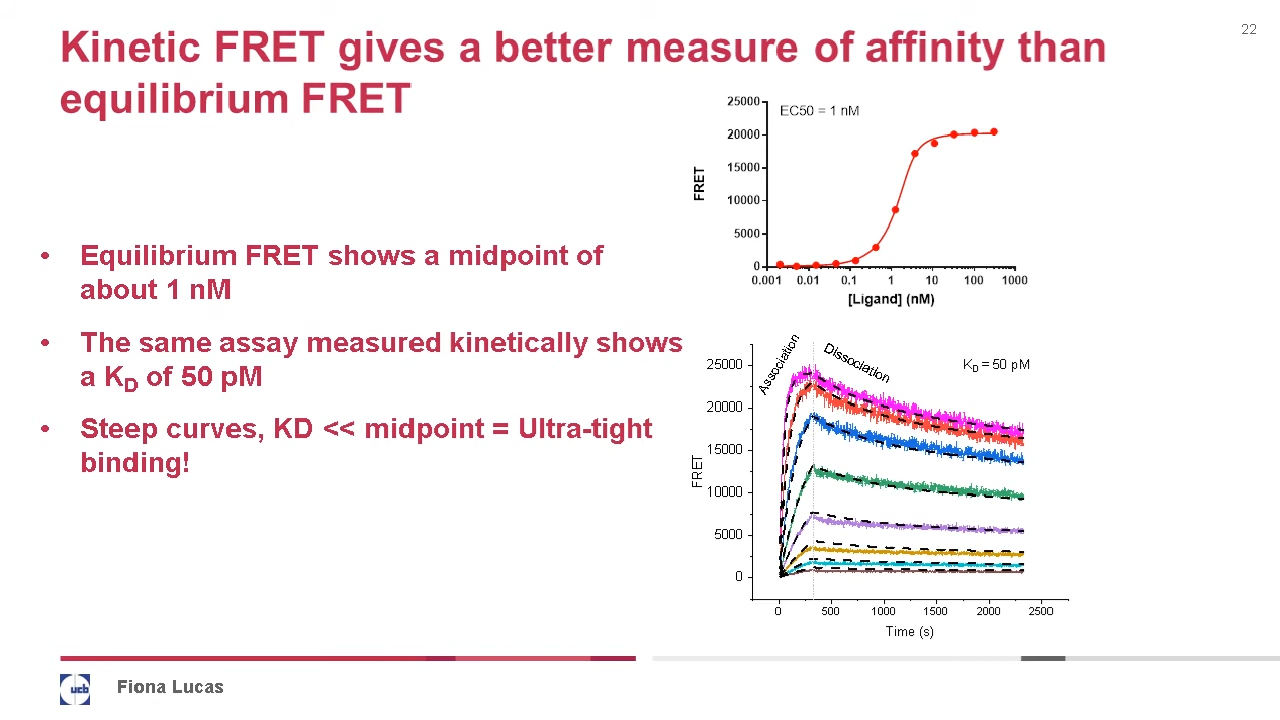 22
Kinetic FRET gives a better measure of affinity than
equilibrium FRET
• Equilibrium FRET shows a midpoint of
about 1 nM
• The same assay measured kinetically shows
a KD of 50 pM
• Steep curves, KD << midpoint = Ultra-tight
binding!
EC50 = 1 nM
25000
20000
15000
10000
5000
0
FRET
0.001 0.01 0.1 1 10 100 1000
[Ligand] (nM)
Association
Dissociation
KD = 50 pM
25000
20000
15000
10000
5000
0
FRET
0 500 1000 1500 2000 2500
Time (s)
ucb
Fiona Lucas